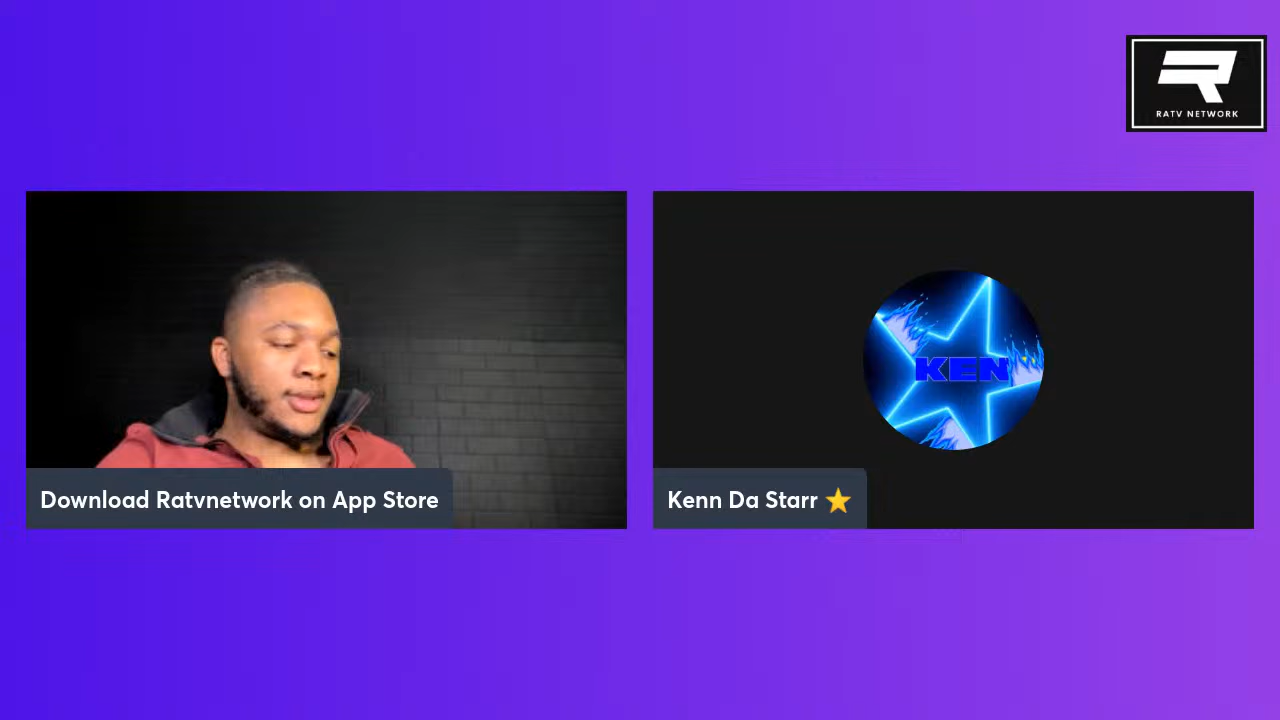 RATV NETWORK
KEN
Download Ratvnetwork on App Store
Kenn Da Starr ⭐